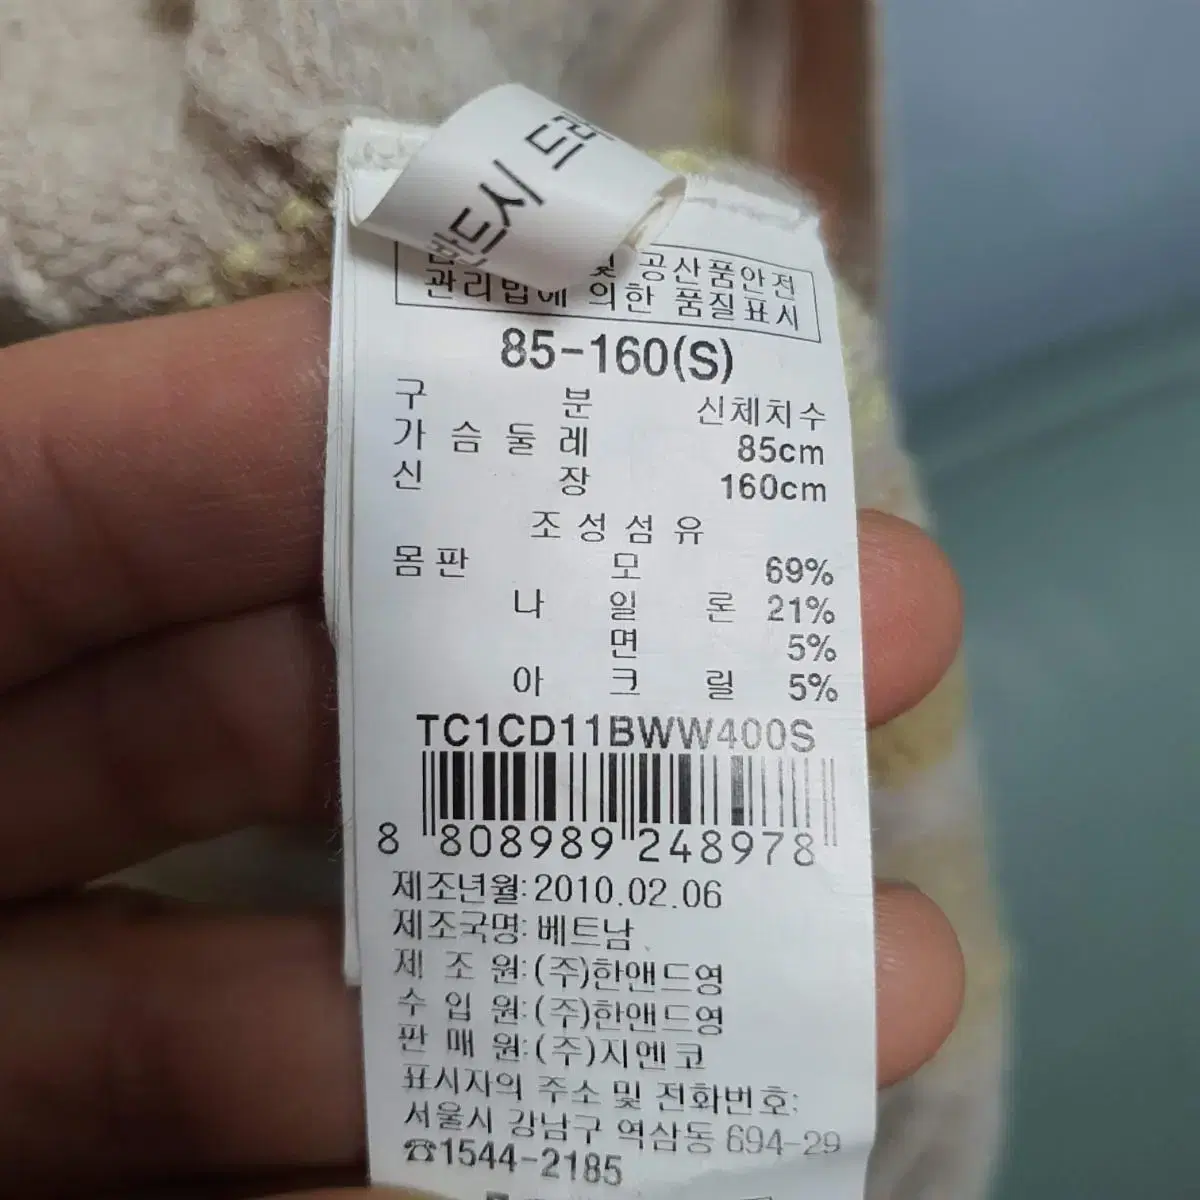 반드시 드라
및 공산품안전
관리법에 의한 품질표시
85-160(S)
구 분 신체치수
가 슴 둘 레 85cm
신 장 160cm
조 성 섬 유
몸판 모 69%
나 일 론 21%
면 5%
아 크 릴 5%
TC1CD11BWW400S
8 808989 248978
제조년월: 2010.02.06
제조국명: 베트남
제 조 원: (주)한앤드영
수 입 원: (주)한앤드영
판 매 원: (주)지엔코
표시자의 주소 및 전화번호:
서울시 강남구 역삼동 694-29
☎1544-2185